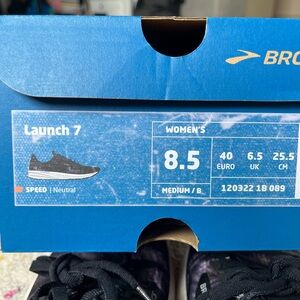 BRO
Launch 7
SPEED | Neutral
WOMEN'S
8.5
40 6.5 25.5
EURO UK CM
MEDIUM / B
120322 1B 089